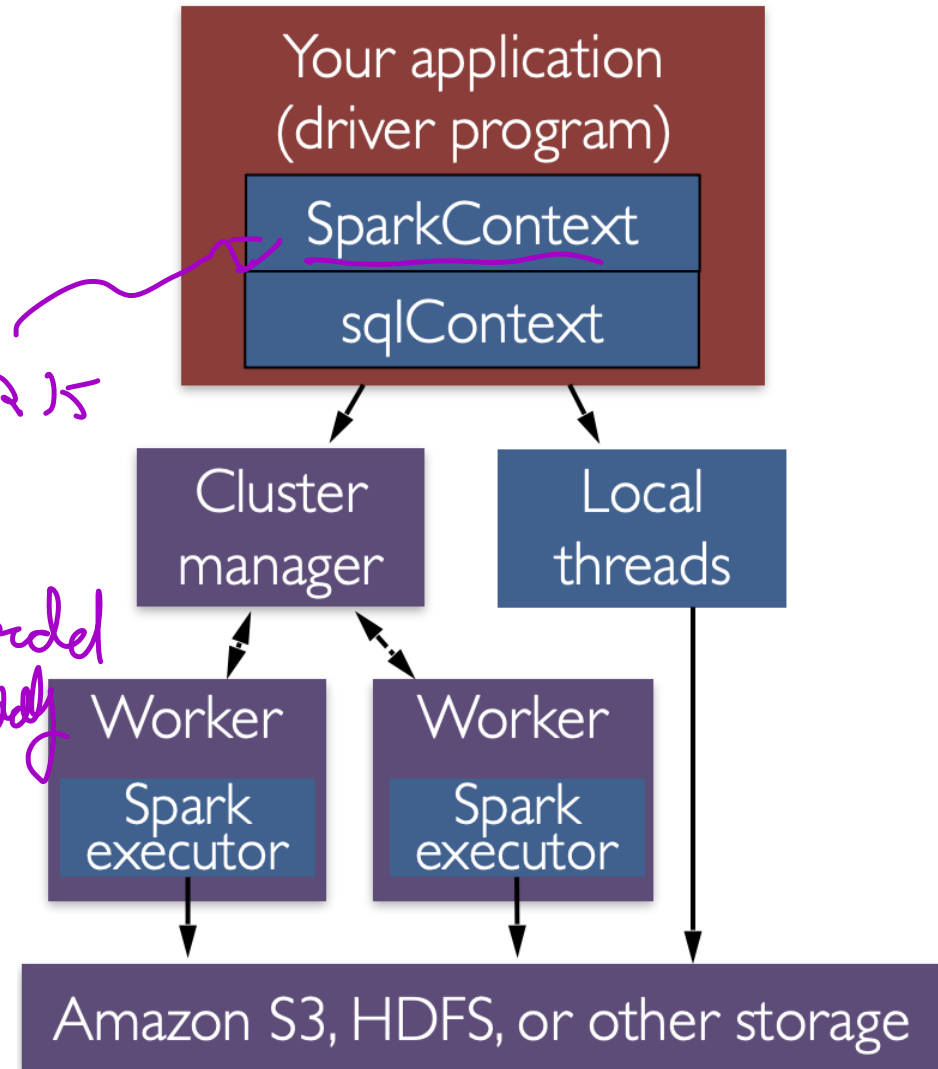 Your application
(driver program)
SparkContext
sqlContext
Cluster
manager
Local
threads
Worker
Spark
executor
Worker
Spark
executor
Amazon S3, HDFS, or other storage